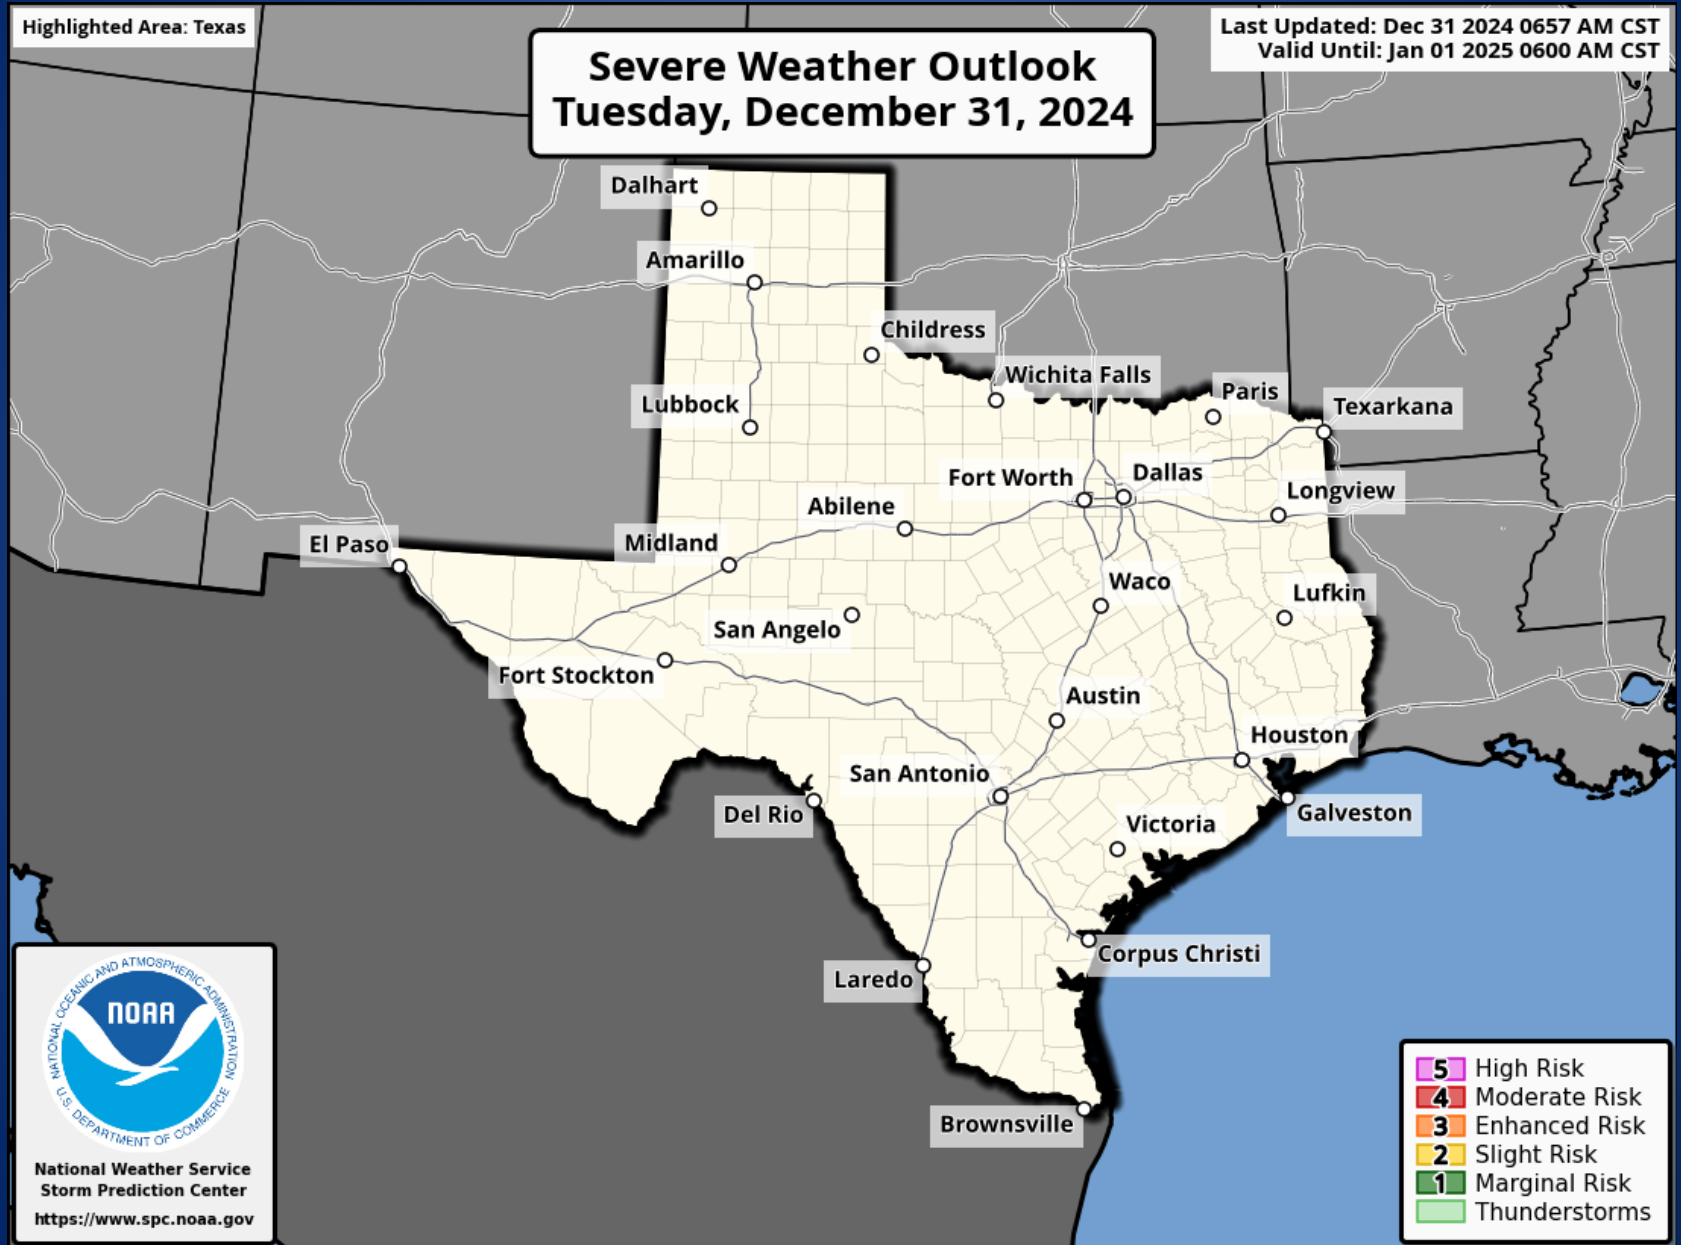 Highlighted Area: Texas
Severe Weather Outlook
Tuesday, December 31, 2024
Last Updated: Dec 31 2024 0657 AM CST
Valid Until: Jan 01 2025 0600 AM CST
Dalhart
Amarillo
Childress
Wichita Falls
Paris
Texarkana
Lubbock
Fort Worth
Dallas
Longview
Abilene
El Paso
Midland
Waco
Lufkin
San Angelo
Fort Stockton
Austin
Houston
San Antonio
Del Rio
Galveston
Victoria
Corpus Christi
Laredo
Brownsville
NATIONAL OCEANIC AND ATMOSPHERIC ADMINISTRATION
NOAA
U.S. DEPARTMENT OF COMMERCE
National Weather Service
Storm Prediction Center
https://www.spc.noaa.gov
5 High Risk
4 Moderate Risk
3 Enhanced Risk
2 Slight Risk
1 Marginal Risk
Thunderstorms